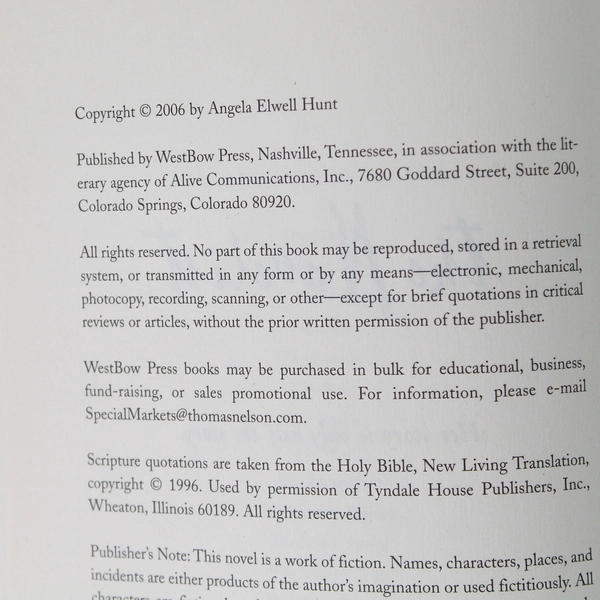 Copyright © 2006 by Angela Elwell Hunt
Published by WestBow Press, Nashville, Tennessee, in association with the lit-
erary agency of Alive Communications, Inc., 7680 Goddard Street, Suite 200,
Colorado Springs, Colorado 80920.
All rights reserved. No part of this book may be reproduced, stored in a retrieval
system, or transmitted in any form or by any means—electronic, mechanical,
photocopy, recording, scanning, or other—except for brief quotations in critical
reviews or articles, without the prior written permission of the publisher.
WestBow Press books may be purchased in bulk for educational, business,
fund-raising, or sales promotional use. For information, please e-mail
SpecialMarkets@thomasnelson.com.
Scripture quotations are taken from the Holy Bible, New Living Translation,
copyright © 1996. Used by permission of Tyndale House Publishers, Inc.,
Wheaton, Illinois 60189. All rights reserved.
Publisher's Note: This novel is a work of fiction. Names, characters, places, and
incidents are either products of the author's imagination or used fictitiously. All